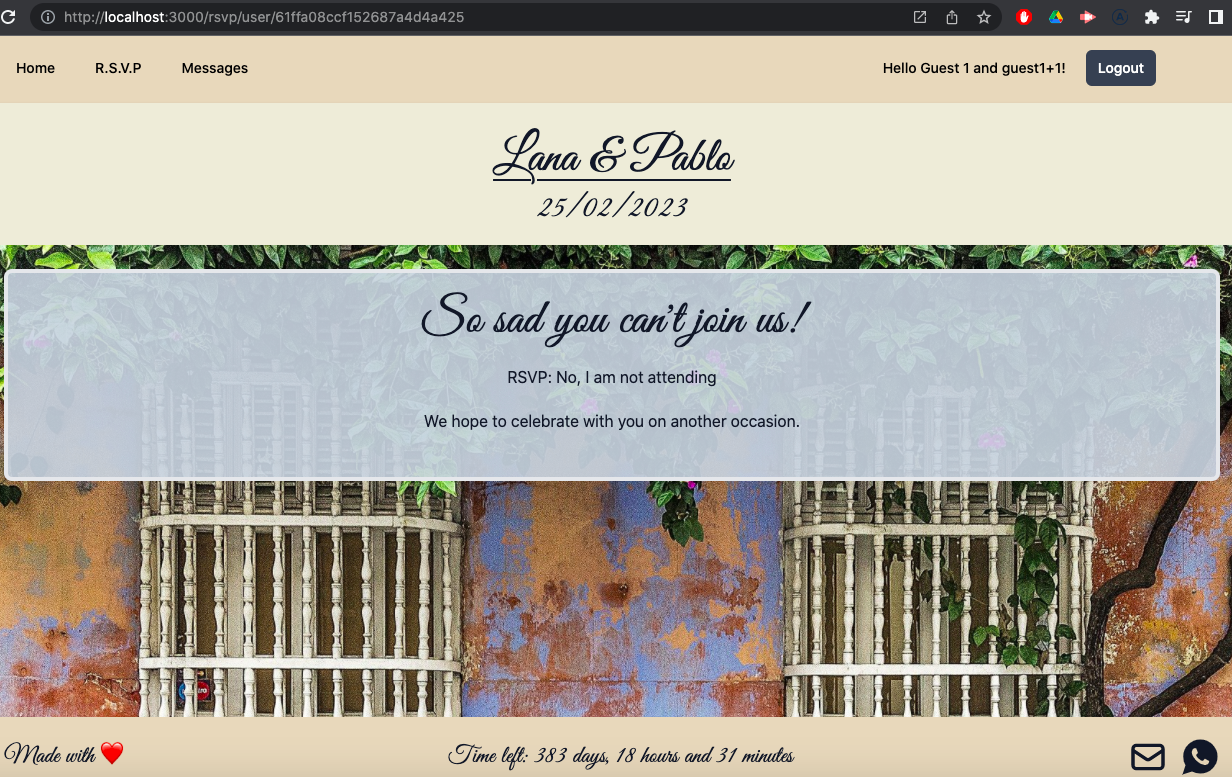 http://localhost:3000/rsvp/user/61ffa08ccf152687a4d4a425
Home R.S.V.P Messages Hello Guest 1 and guest1+1! Logout
Lana & Pablo
25/02/2023
So sad you can't join us!
RSVP: No, I am not attending
We hope to celebrate with you on another occasion.
Made with ❤️ Time left: 383 days, 18 hours and 31 minutes